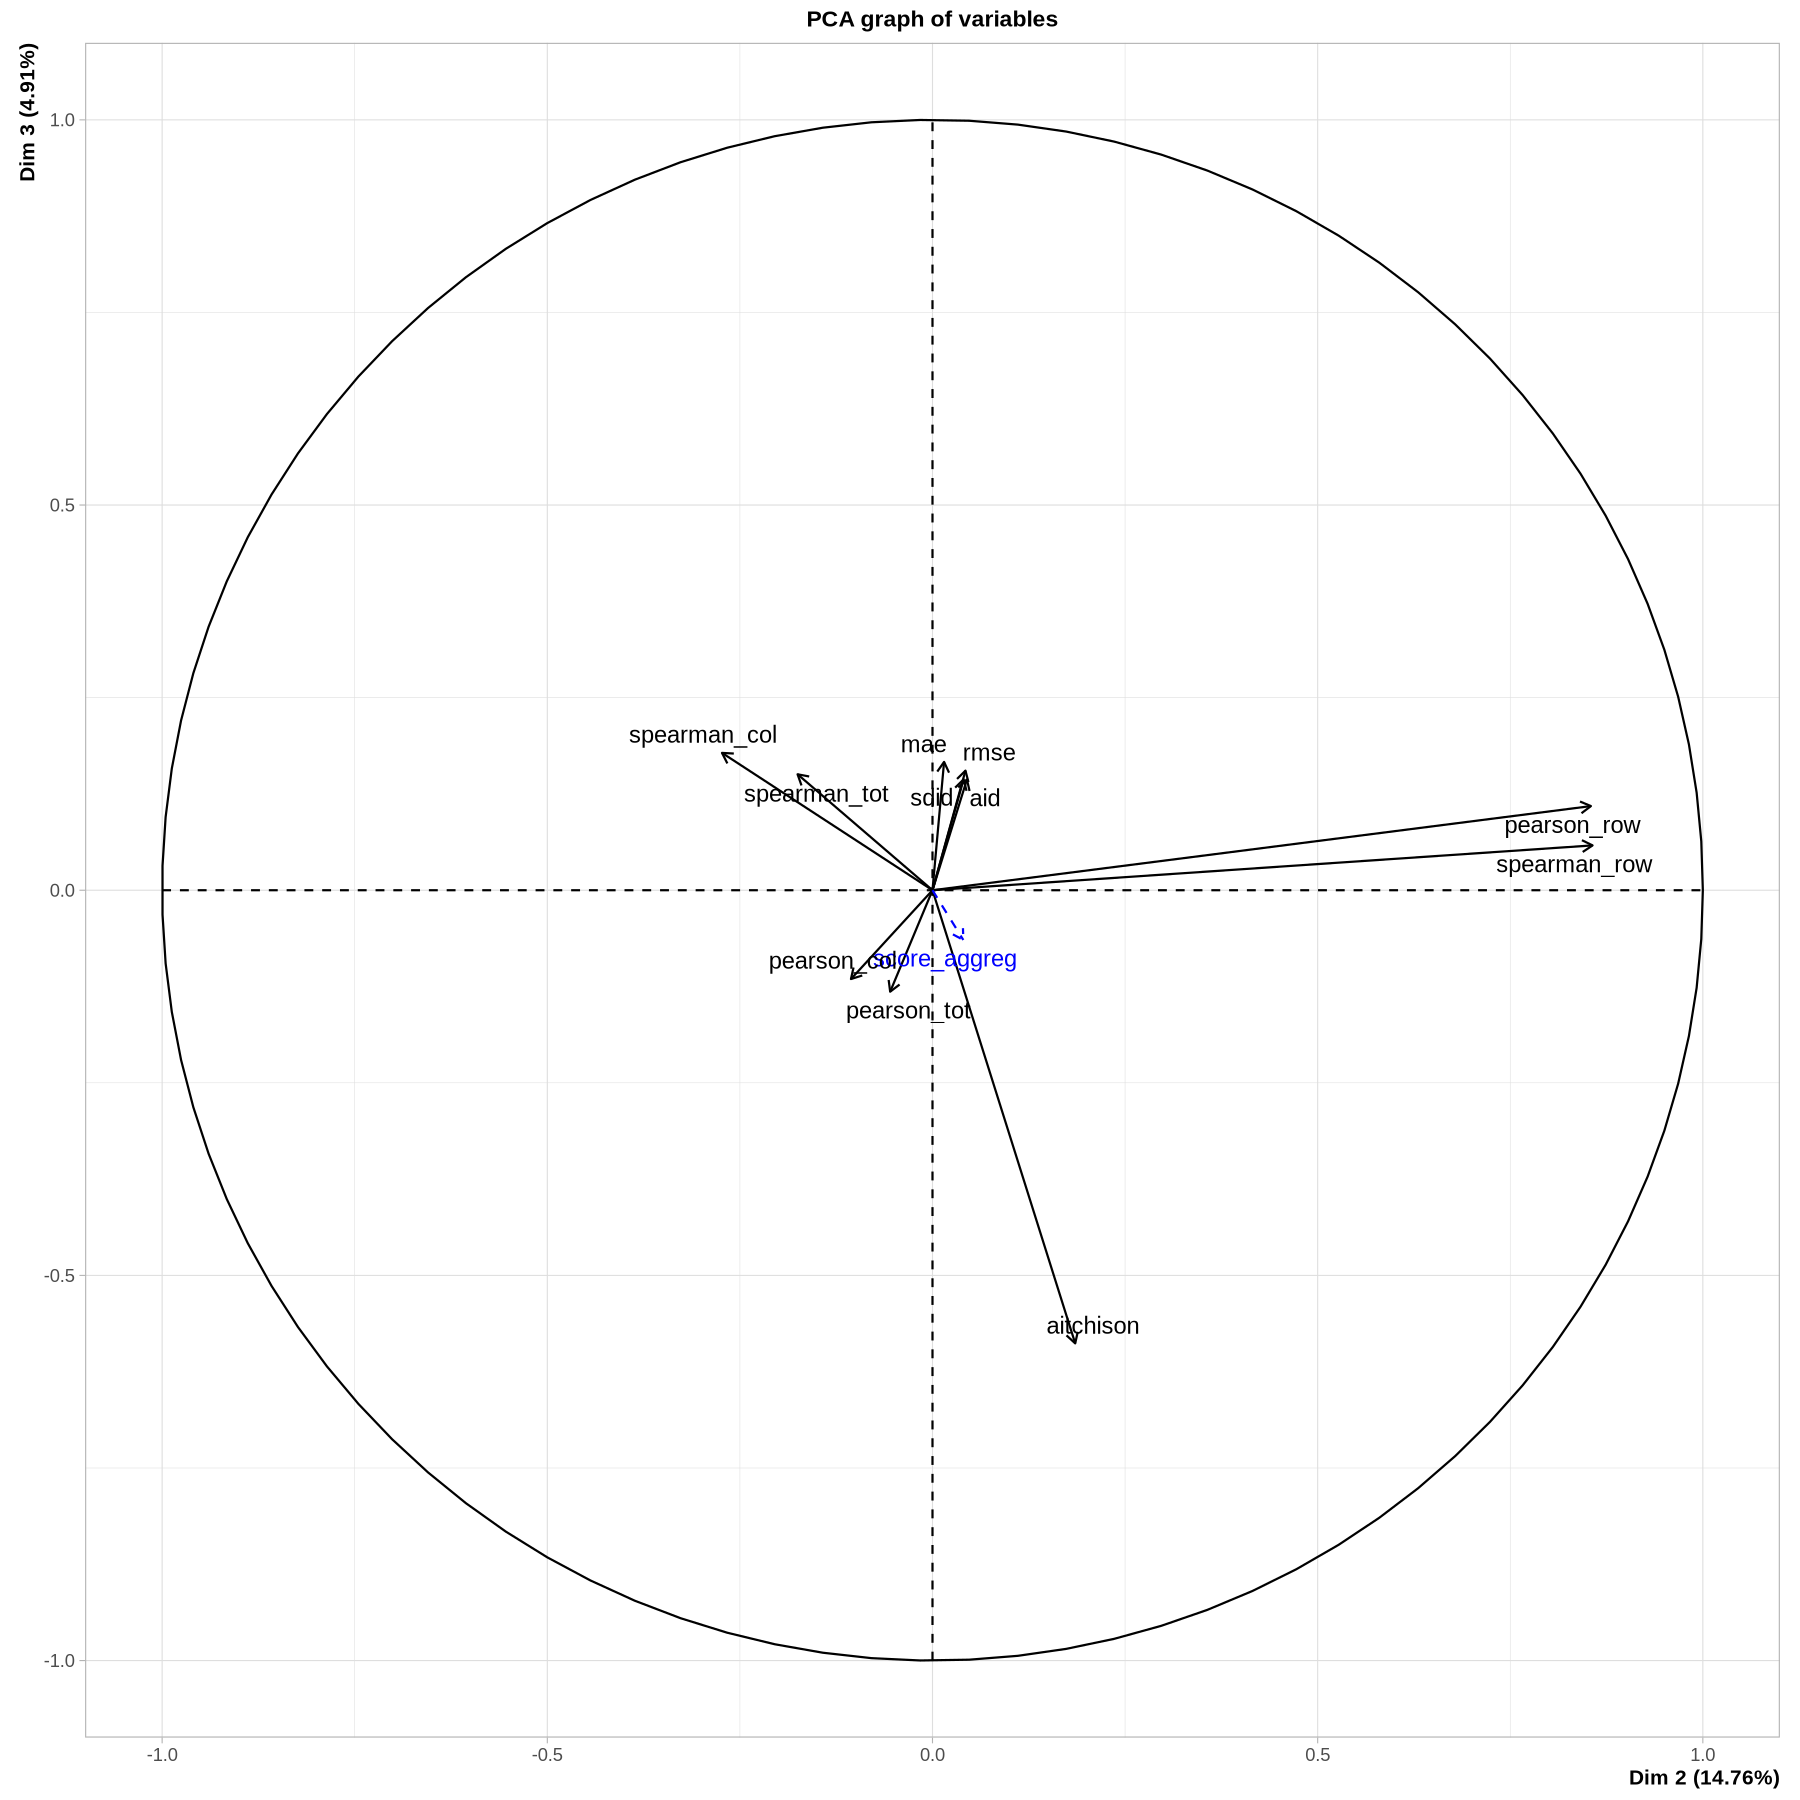 PCA graph of variables
Dim 3 (4.91%)
1.0
0.5
0.0
-0.5
-1.0
spearman_col
mae
rmse
spearman_tot
sdid
aid
pearson_row
spearman_row
pearson_col
score_aggreg
pearson_tot
aitchison
-1.0
-0.5
0.0
0.5
1.0
Dim 2 (14.76%)